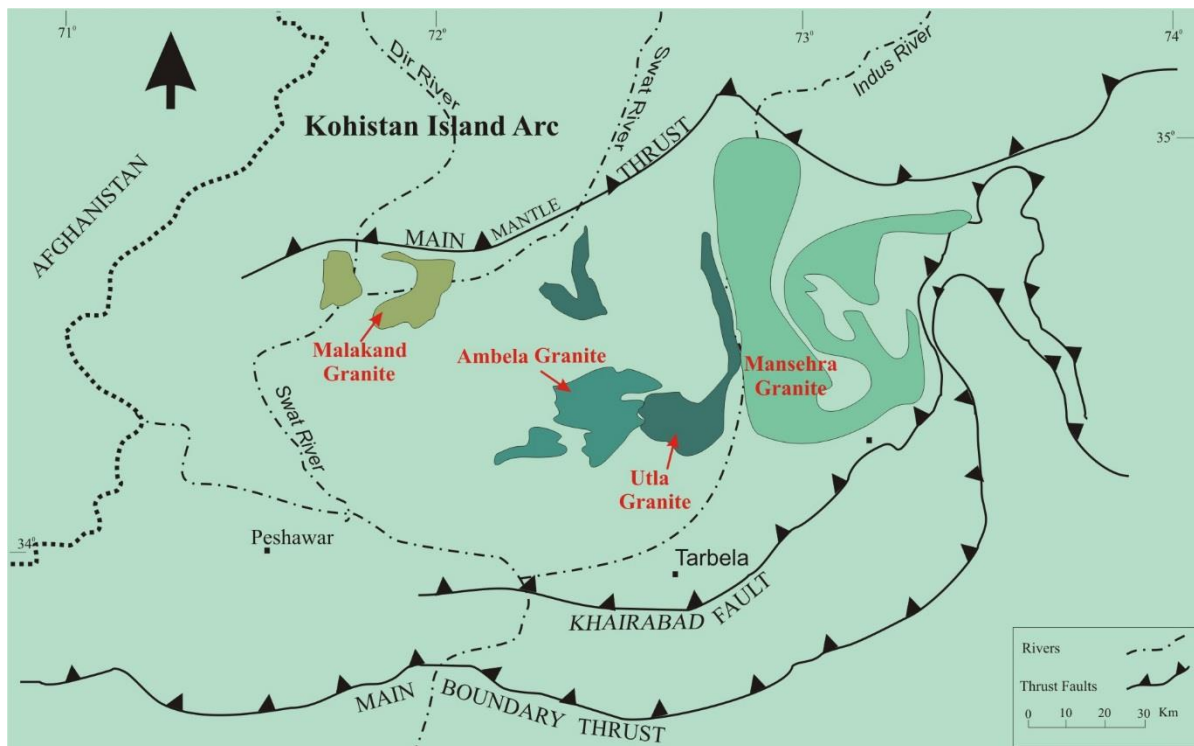 71°
72°
73°
74°
Dir River
Swat River
Indus River
Kohistan Island Arc
35°
AFGHANISTAN
MAIN MANTLE THRUST
Malakand
Granite
Ambela Granite
Mansehra
Granite
Utla
Granite
Swat River
Peshawar
34°
Tarbela
KHAIRABAD FAULT
MAIN BOUNDARY THRUST
Rivers
Thrust Faults
0 10 20 30 Km